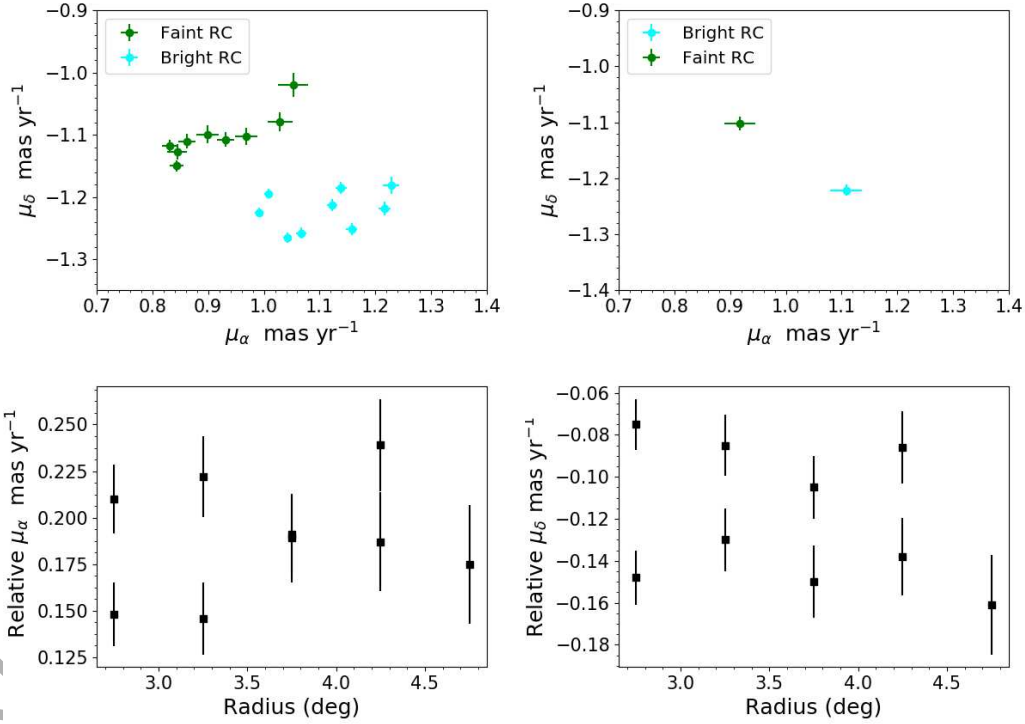 −0.9
−1.0
−1.1
−1.2
−1.3
μδ mas yr⁻¹
Faint RC
Bright RC
0.7 0.8 0.9 1.0 1.1 1.2 1.3 1.4
μα mas yr⁻¹
−0.9
−1.0
−1.1
−1.2
−1.3
−1.4
μδ mas yr⁻¹
Bright RC
Faint RC
0.7 0.8 0.9 1.0 1.1 1.2 1.3 1.4
μα mas yr⁻¹
0.250
0.225
0.200
0.175
0.150
0.125
Relative μα mas yr⁻¹
3.0 3.5 4.0 4.5
Radius (deg)
−0.06
−0.08
−0.10
−0.12
−0.14
−0.16
−0.18
Relative μδ mas yr⁻¹
3.0 3.5 4.0 4.5
Radius (deg)